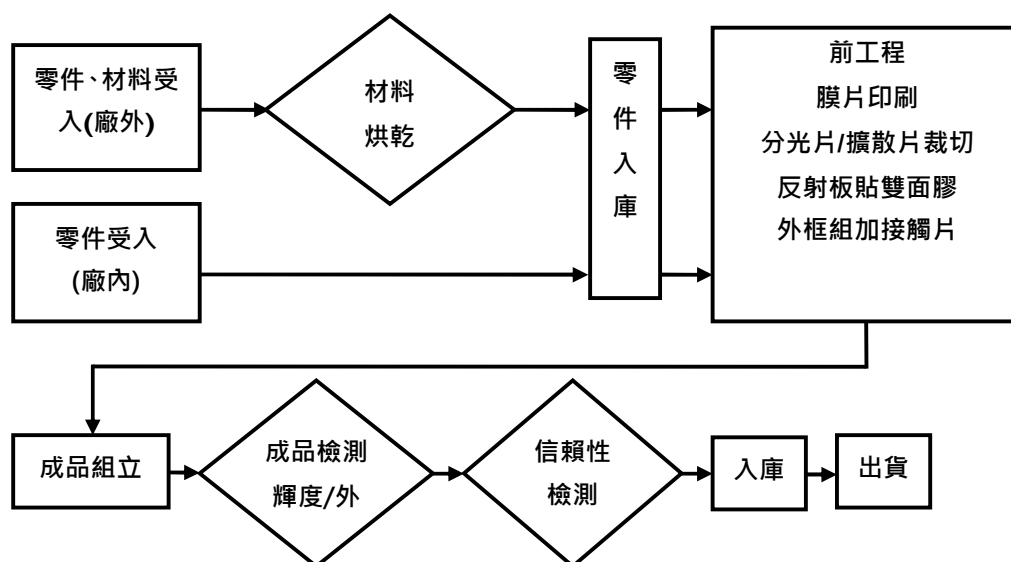 零件、材料受
入(廠外)
材料
烘乾
零
件
入
庫
前工程
膜片印刷
分光片/擴散片裁切
反射板貼雙面膠
外框組加接觸片
零件受入
(廠內)
成品組立
成品檢測
輝度/外
信賴性
檢測
入庫
出貨